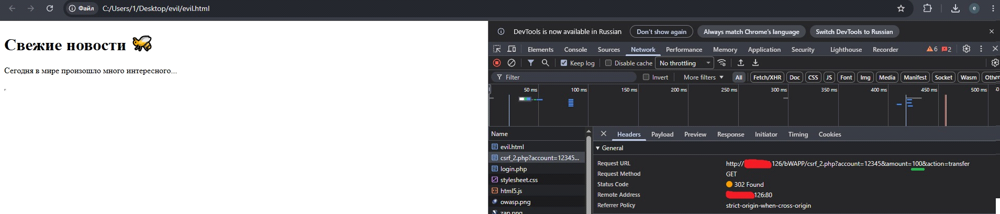 Файл C:/Users/1/Desktop/evil/evil.html e
Свежие новости
Сегодня в мире произошло много интересного...
DevTools is now available in Russian Don't show again Always match Chrome's language Switch DevTools to Russian
Elements Console Sources Network Performance Memory Application Security Lighthouse Recorder 6 2
Keep log Disable cache No throttling
Filter Invert More filters All Fetch/XHR Doc CSS JS Font Img Media Manifest Socket Wasm Other
50 ms 100 ms 150 ms 200 ms 250 ms 300 ms 350 ms 400 ms 450 ms 500 ms
Name
evil.html
csrf_2.php?account=12345...
login.php
stylesheet.css
html5.js
owasp.png
zap.png
Headers Payload Preview Response Initiator Timing Cookies
General
Request URL http:// 126/bWAPP/csrf_2.php?account=12345&amount=100&action=transfer
Request Method GET
Status Code 302 Found
Remote Address 126:80
Referrer Policy strict-origin-when-cross-origin